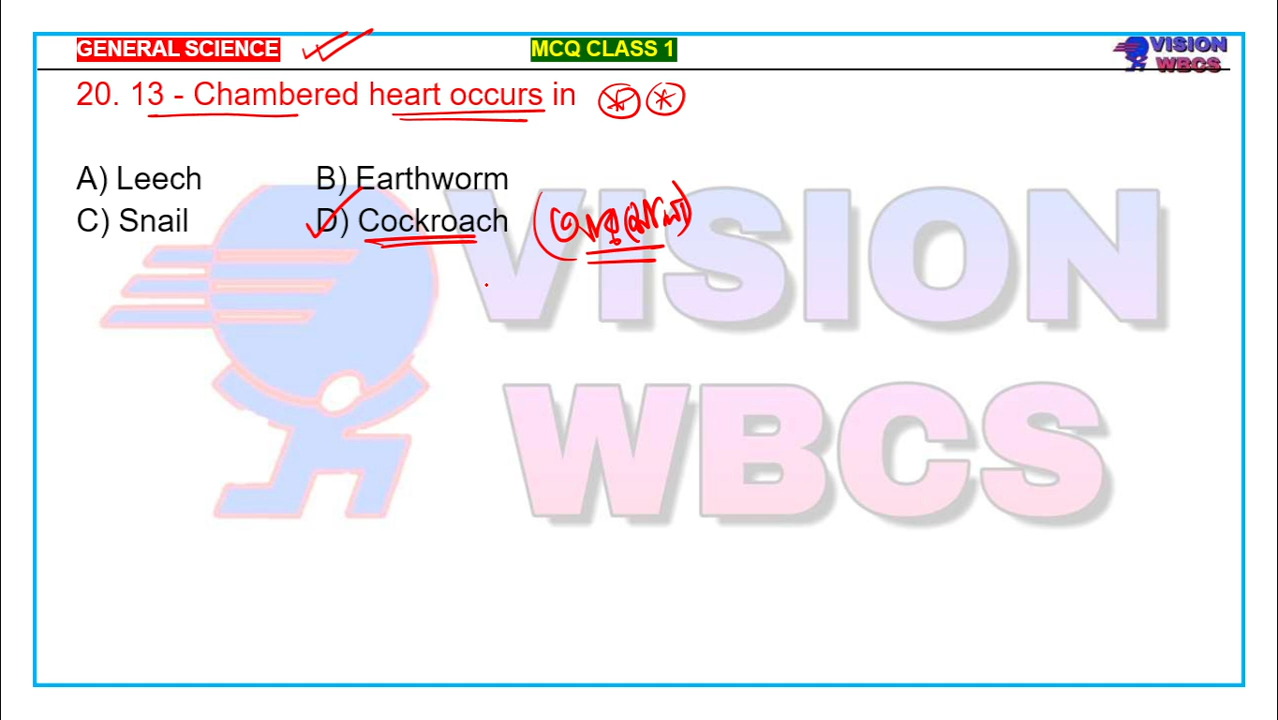 GENERAL SCIENCE
MCQ CLASS 1
VISION
WBCS
20. 13 - Chambered heart occurs in
A) Leech
B) Earthworm
C) Snail
D) Cockroach
VISION
WBCS